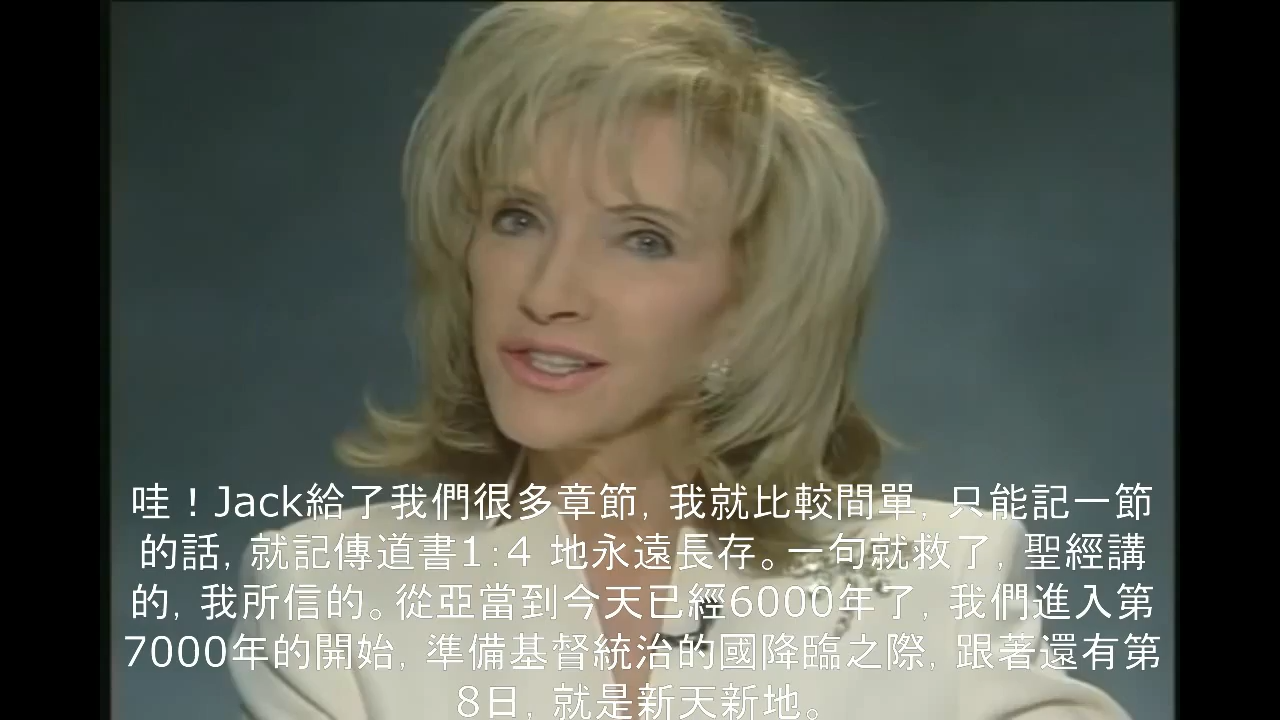 哇！Jack給了我們很多章節, 我就比較間單, 只能記一節
的話, 就記傳道書1:4 地永遠長存。一句就救了, 聖經講
的, 我所信的。從亞當到今天已經6000年了, 我們進入第
7000年的開始, 準備基督統治的國降臨之際, 跟著還有第
8日, 就是新天新地。